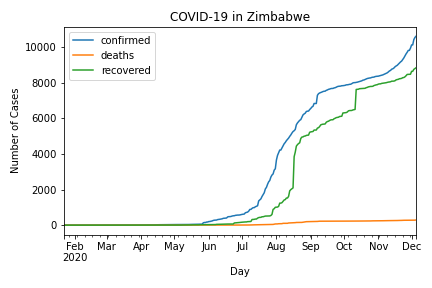 COVID-19 in Zimbabwe
confirmed
deaths
recovered
Number of Cases
10000
8000
6000
4000
2000
0
Feb Mar Apr May Jun Jul Aug Sep Oct Nov Dec
2020
Day